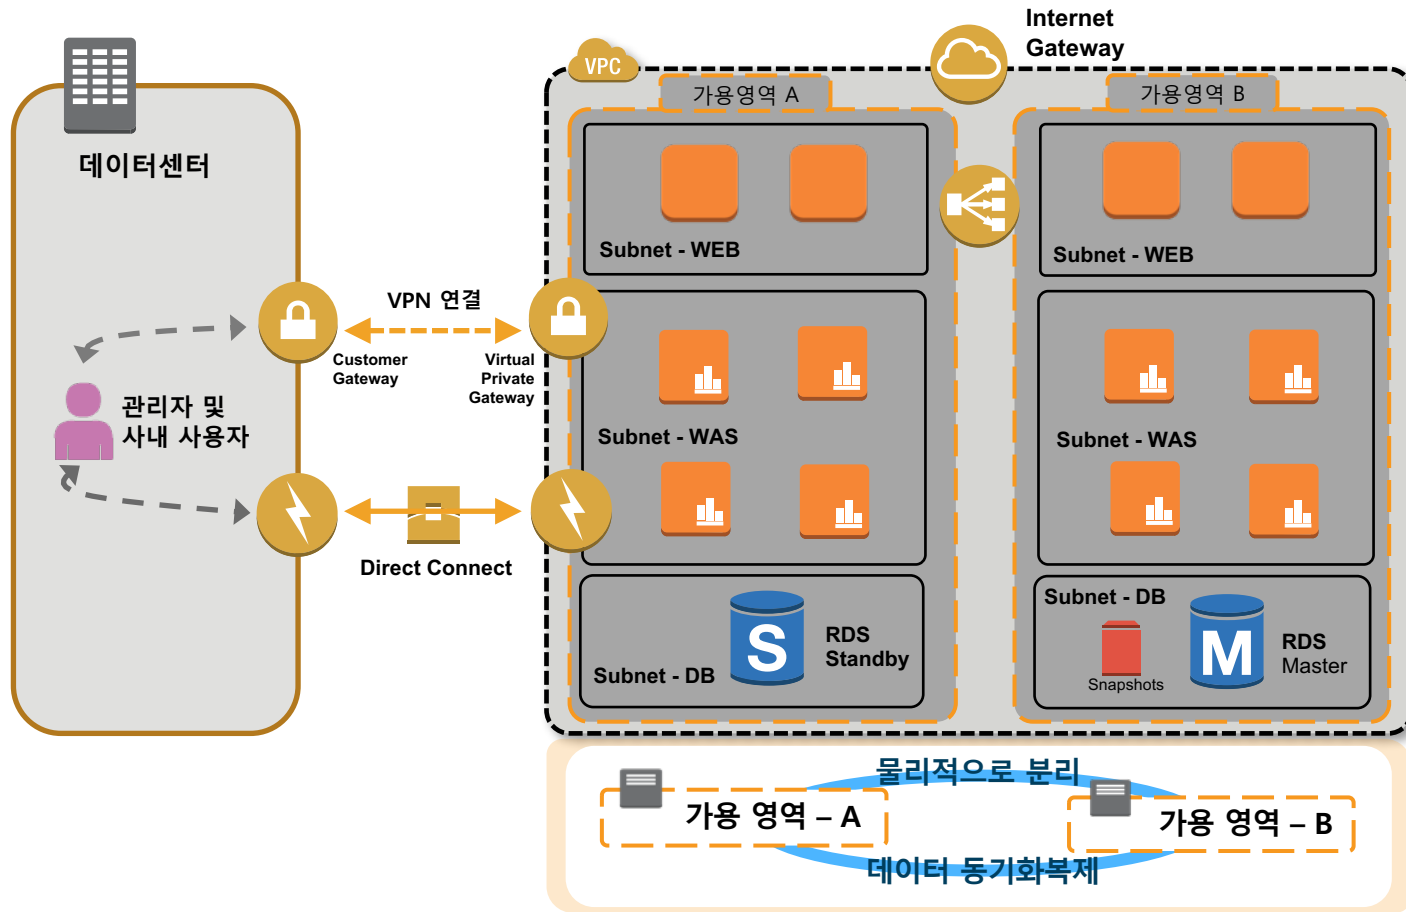 Internet
Gateway
VPC
가용영역 A
가용영역 B
데이터센터
Subnet - WEB
Subnet - WEB
VPN 연결
Customer
Gateway
Virtual
Private
Gateway
관리자 및
사내 사용자
Subnet - WAS
Subnet - WAS
Direct Connect
Subnet - DB
S
RDS
Standby
Subnet - DB
Snapshots
M
RDS
Master
물리적으로 분리
가용 영역 – A
가용 영역 – B
데이터 동기화복제